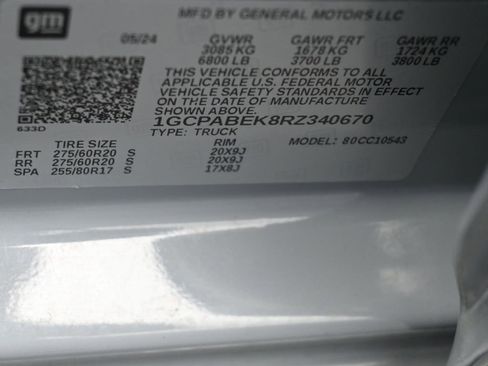 gm
MFD BY GENERAL MOTORS LLC
05/24 GVWR GAWR FRT GAWR RR
3085 KG 1678 KG 1724 KG
6800 LB 3700 LB 3800 LB
THIS VEHICLE CONFORMS TO ALL
APPLICABLE U.S. FEDERAL MOTOR
VEHICLE SAFETY STANDARDS IN EFFECT
ON THE DATE OF MANUFACTURE
SHOWN ABOVE.
1GCPABEK8RZ340670
633D
TYPE: TRUCK MODEL: 80CC10543
TIRE SIZE RIM
FRT 275/60R20 S 20X9J
RR 275/60R20 S 20X9J
SPA 255/80R17 S 17X8J